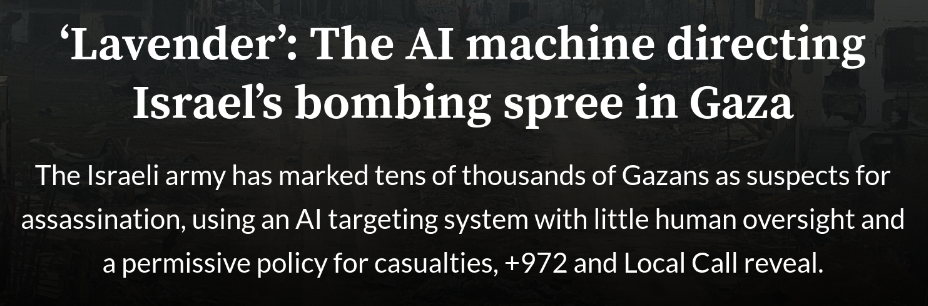 ‘Lavender’: The AI machine directing
Israel’s bombing spree in Gaza
The Israeli army has marked tens of thousands of Gazans as suspects for
assassination, using an AI targeting system with little human oversight and
a permissive policy for casualties, +972 and Local Call reveal.